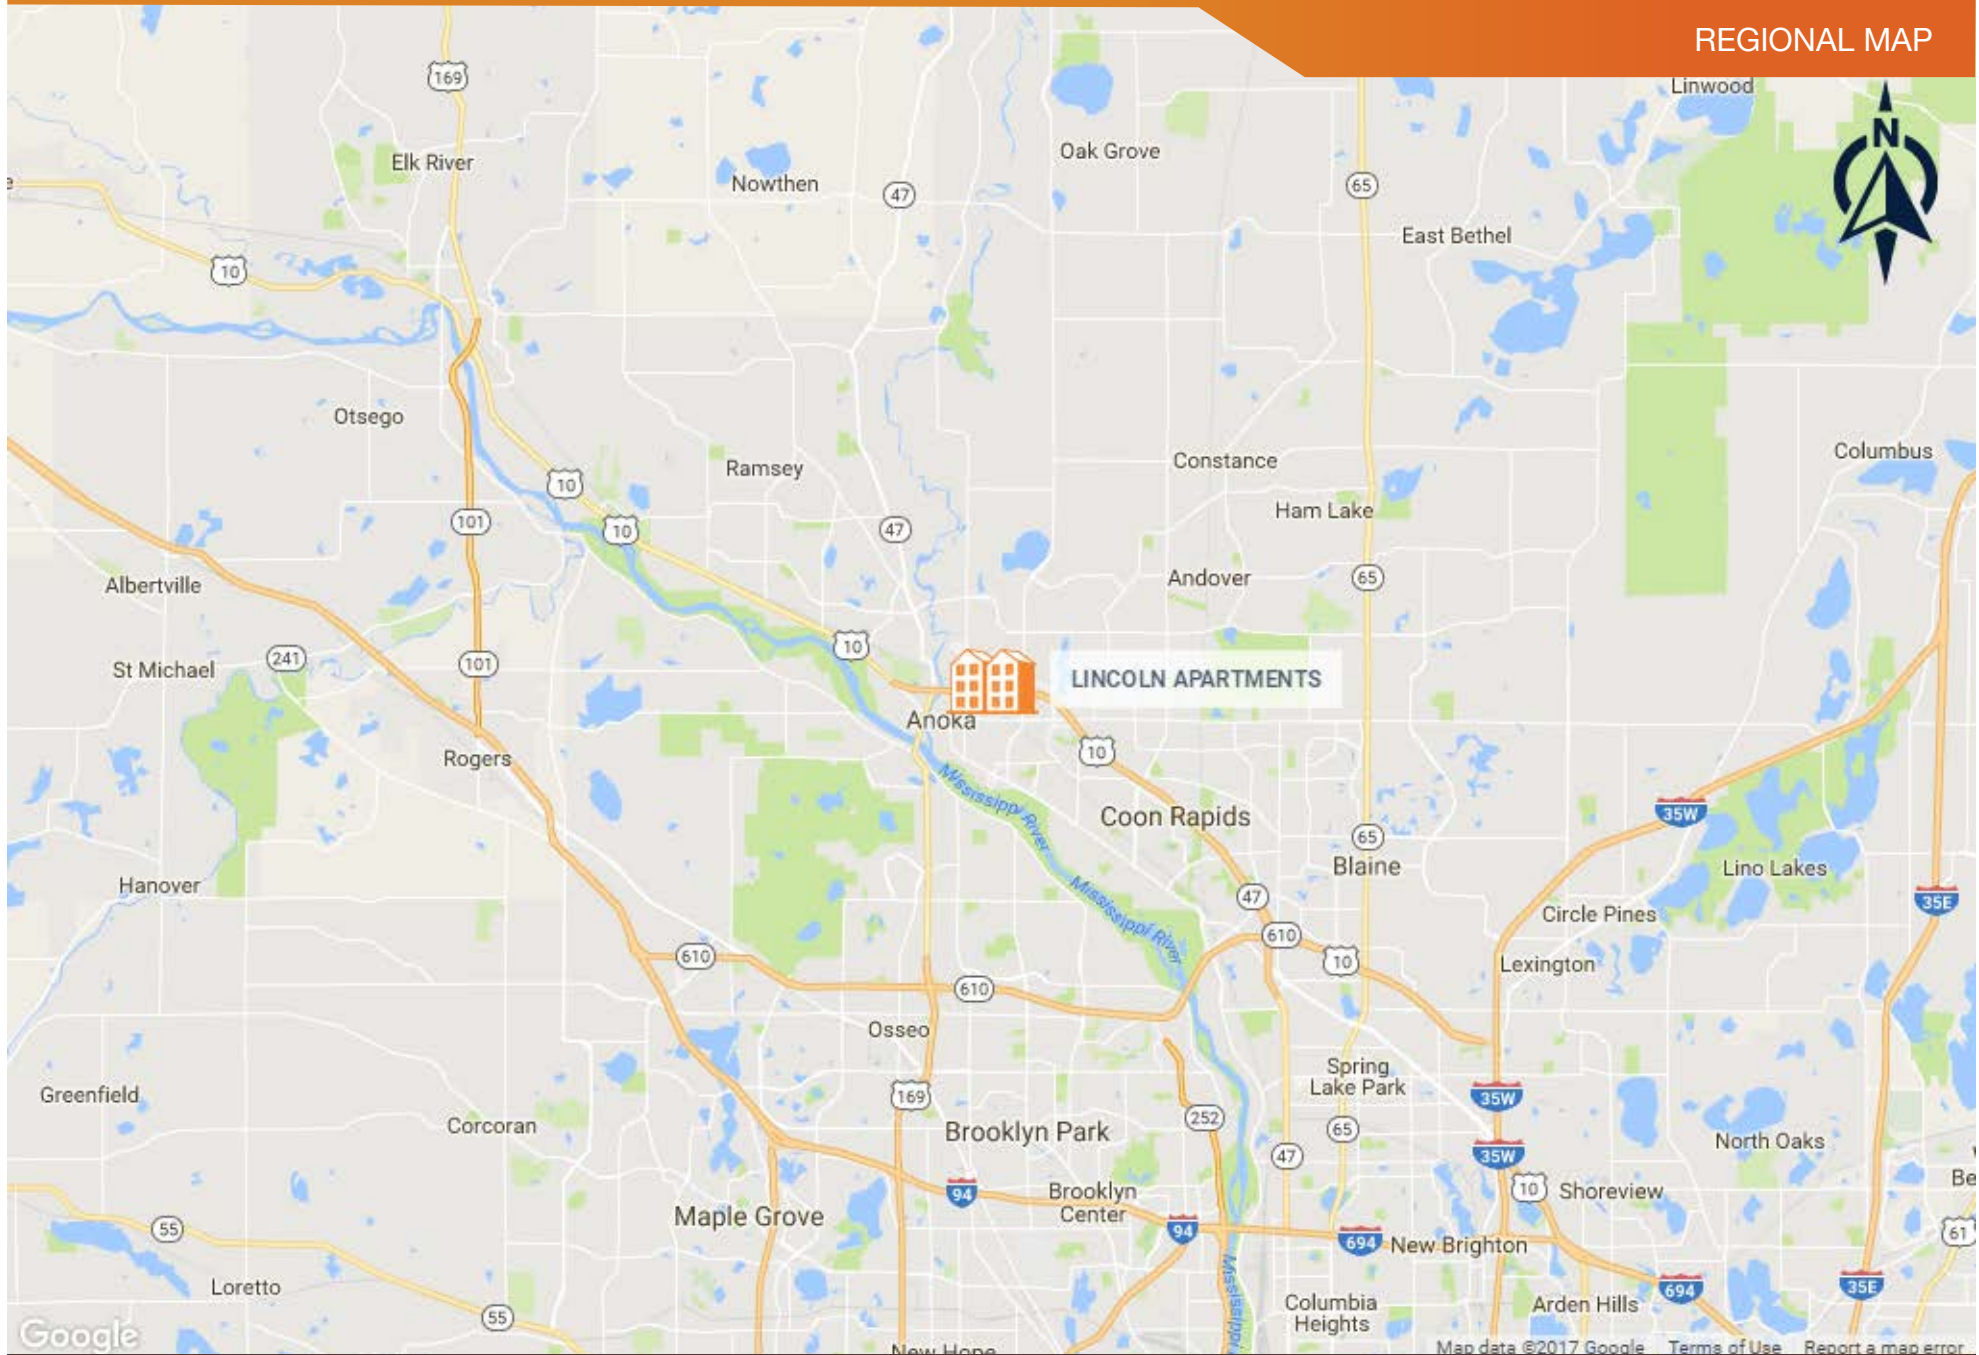 REGIONAL MAP
Linwood
N
169
Elk River
Nowthen
47
Oak Grove
65
East Bethel
10
Otsego
Ramsey
10
101
10
47
Constance
Ham Lake
Columbus
Albertville
Andover
65
St Michael
241
101
10
LINCOLN APARTMENTS
Anoka
Rogers
10
Mississippi River
Coon Rapids
35W
65
Blaine
Lino Lakes
Hanover
Mississippi River
47
Circle Pines
35E
610
610
10
Lexington
610
Osseo
Greenfield
169
Spring
Lake Park
35W
Corcoran
Brooklyn Park
252
65
North Oaks
47
35W
Be
94
Brooklyn
Center
10
Shoreview
Maple Grove
55
94
694
New Brighton
61
Mississippi
Loretto
694
35E
55
Columbia
Heights
Arden Hills
Google
New Hope
Map data ©2017 Google
Terms of Use
Report a map error